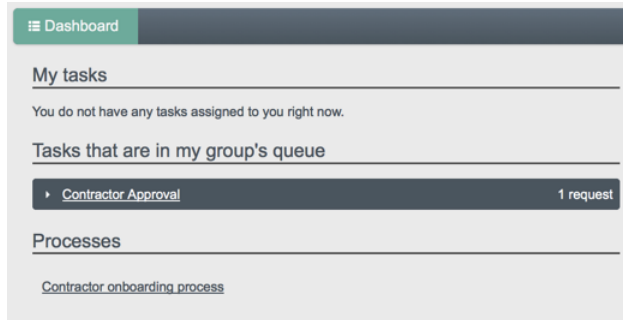 Dashboard
My tasks
You do not have any tasks assigned to you right now.
Tasks that are in my group's queue
Contractor Approval 1 request
Processes
Contractor onboarding process